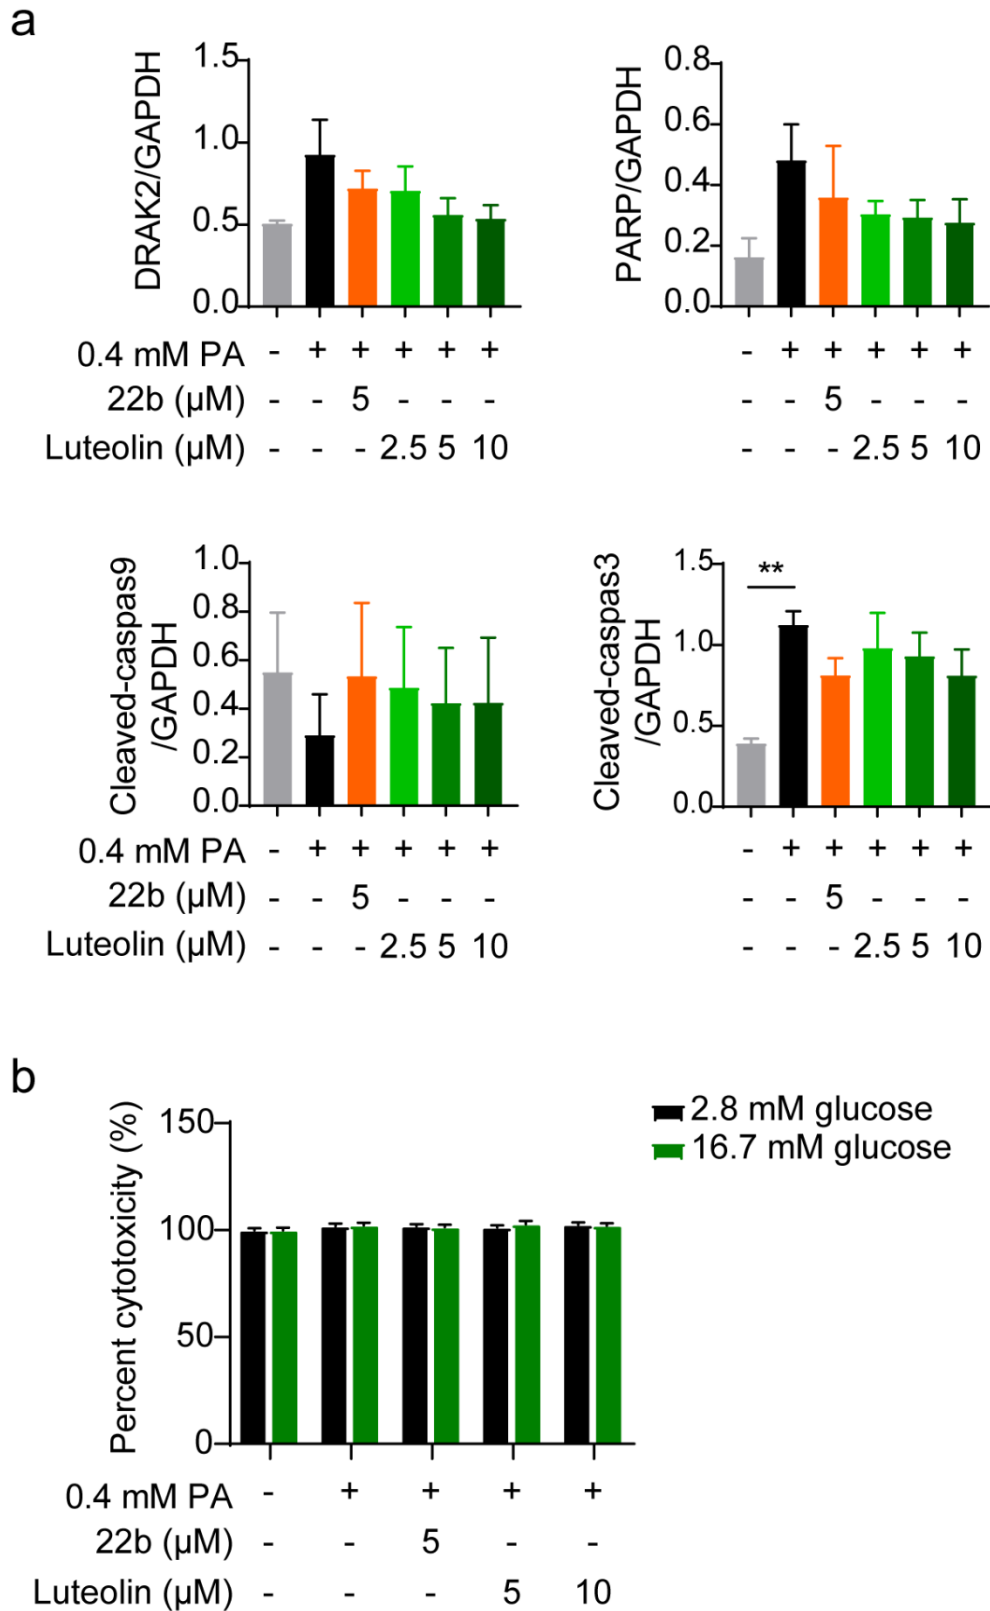 a
DRAK2/GAPDH
1.5
1.0
0.5
0.0
0.4 mM PA - + + + + +
22b (μM) - - 5 - - -
Luteolin (μM) - - - 2.5 5 10
PARP/GAPDH
0.8
0.6
0.4
0.2
0.0
- + + + + +
- - 5 - - -
- - - 2.5 5 10
Cleaved-caspas9
/GAPDH
1.0
0.8
0.6
0.4
0.2
0.0
0.4 mM PA - + + + + +
22b (μM) - - 5 - - -
Luteolin (μM) - - - 2.5 5 10
Cleaved-caspas3
/GAPDH
1.5
1.0
0.5
0.0
**
- + + + + +
- - 5 - - -
- - - 2.5 5 10
b
Percent cytotoxicity (%)
150
100
50
0
2.8 mM glucose
16.7 mM glucose
0.4 mM PA - + + + +
22b (μM) - - 5 - -
Luteolin (μM) - - - 5 10